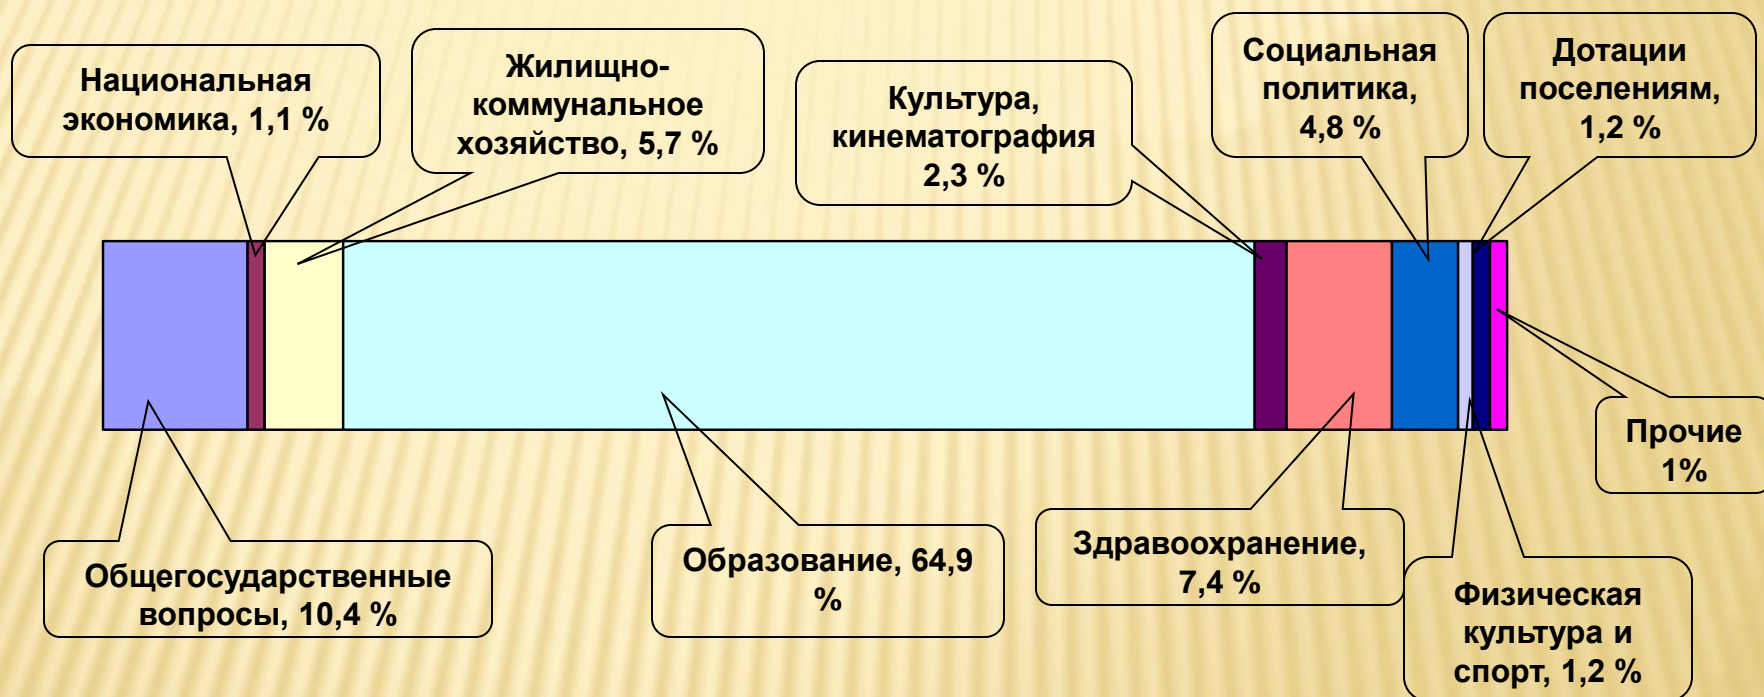 Национальная
экономика, 1,1 %
Жилищно-
коммунальное
хозяйство, 5,7 %
Культура,
кинематография
2,3 %
Социальная
политика,
4,8 %
Дотации
поселениям,
1,2 %
Общегосударственные
вопросы, 10,4 %
Образование, 64,9
%
Здравоохранение,
7,4 %
Физическая
культура и
спорт, 1,2 %
Прочие
1%